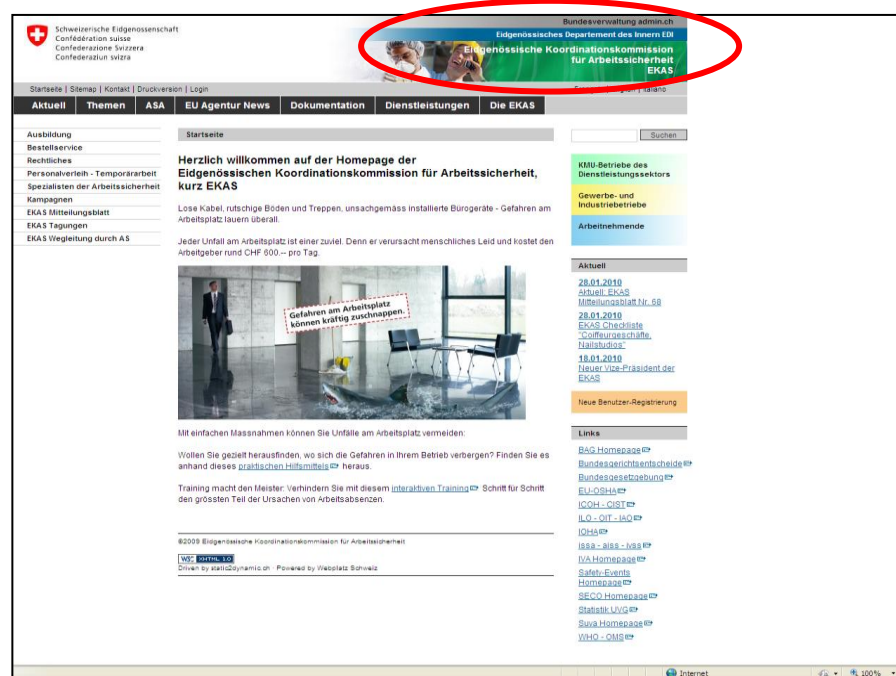 Schweizerische Eidgenossenschaft
Confédération suisse
Confederazione Svizzera
Confederaziun svizra
Bundesverwaltung admin.ch
Eidgenössisches Departement des Innern EDI
Eidgenössische Koordinationskommission
für Arbeitssicherheit
EKAS
Startseite | Sitemap | Kontakt | Druckversion | Login
Italiano
Aktuell Themen ASA EU Agentur News Dokumentation Dienstleistungen Die EKAS
Ausbildung
Bestellservice
Rechtliches
Personalverleih - Temporärarbeit
Spezialisten der Arbeitssicherheit
Kampagnen
EKAS Mitteilungsblatt
EKAS Tagungen
EKAS Wegleitung durch AS
Startseite
Herzlich willkommen auf der Homepage der
Eidgenössischen Koordinationskommission für Arbeitssicherheit,
kurz EKAS
Lose Kabel, rutschige Böden und Treppen, unsachgemäss installierte Bürogeräte - Gefahren am
Arbeitsplatz lauern überall.
Jeder Unfall am Arbeitsplatz ist einer zuviel. Denn er verursacht menschliches Leid und kostet den
Arbeitgeber rund CHF 600.-- pro Tag.
Gefahren am Arbeitsplatz
können kräftig zuschnappen.
Mit einfachen Massnahmen können Sie Unfälle am Arbeitsplatz vermeiden:
Wollen Sie gezielt herausfinden, wo sich die Gefahren in Ihrem Betrieb verbergen? Finden Sie es
anhand dieses praktischen Hilfsmittels heraus.
Training macht den Meister: Verhindern Sie mit diesem interaktiven Training Schritt für Schritt
den grössten Teil der Ursachen von Arbeitsabsenzen.
©2009 Eidgenössische Koordinationskommission für Arbeitssicherheit
W3C XHTML 1.0
Driven by static2dynamic.ch · Powered by Webplatz Schweiz
Suchen
KMU-Betriebe des
Dienstleistungssektors
Gewerbe- und
Industriebetriebe
Arbeitnehmende
Aktuell
28.01.2010
Aktuell: EKAS
Mitteilungsblatt Nr. 68
28.01.2010
EKAS Checkliste
"Coiffeurgeschäfte,
Nailstudios"
18.01.2010
Neuer Vize-Präsident der
EKAS
Neue Benutzer-Registrierung
Links
BAG Homepage
Bundesgerichtsentscheide
Bundesgesetzgebung
EU-OSHA
ICOH - CIST
ILO - OIT - IAO
IOHA
issa - aiss - ivss
IVA Homepage
Safety-Events
Homepage
SECO Homepage
Statistik UVG
Suva Homepage
WHO - OMS
Internet
100%